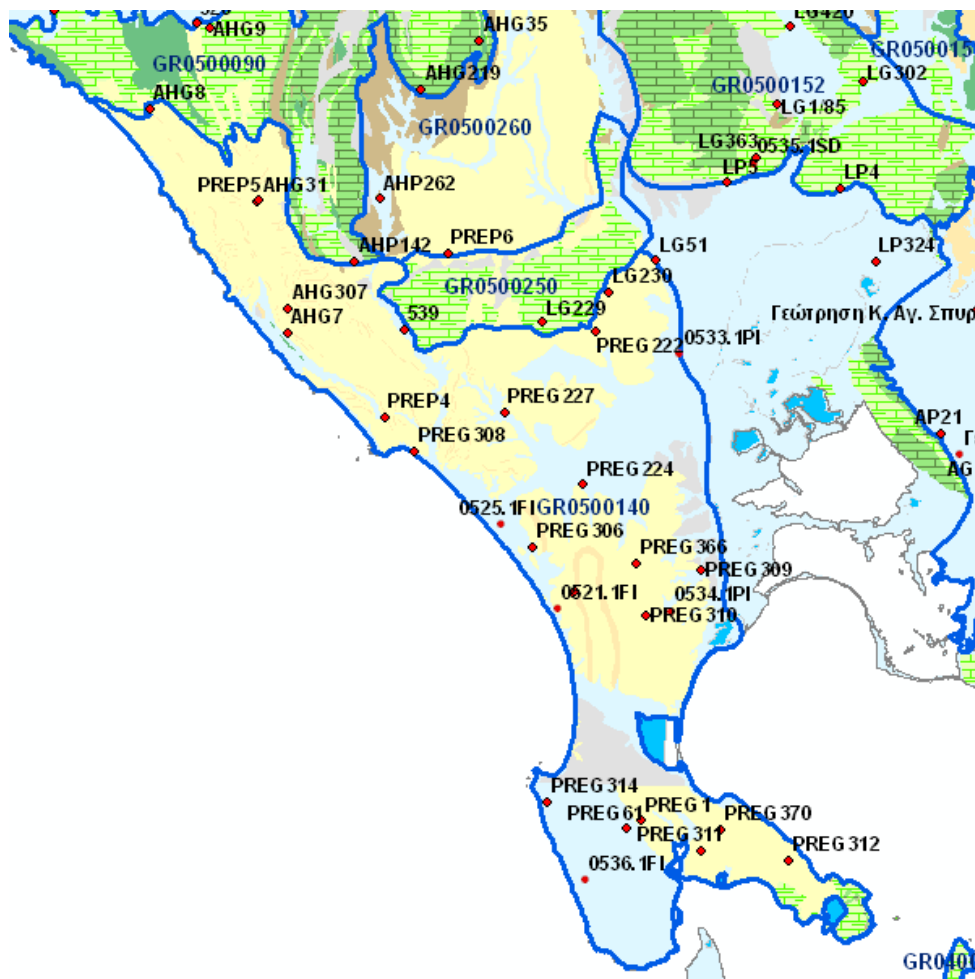 AHG9
AHG35
LG420
GR0500090
GR0500152
LG302
AHG219
LG1/85
AHG8
GR0500260
LG363
0535.1SD
PREP5
AHG31
AHP262
LP5
LP4
AHP142
PREP6
LG51
LP324
LG230
GR0500250
AHG307
LG229
Γεώτρηση Κ. Αγ. Σπυρ
AHG7
539
PREG 222
0533.1PI
PREP4
PREG 227
AP21
PREG 308
PREG 224
AG
0525.1FI
GR0500140
PREG 306
PREG 366
PREG 309
0521.1FI
0534.1PI
PREG 310
PREG 314
PREG 61
PREG 1
PREG 370
PREG 311
PREG 312
0536.1FI